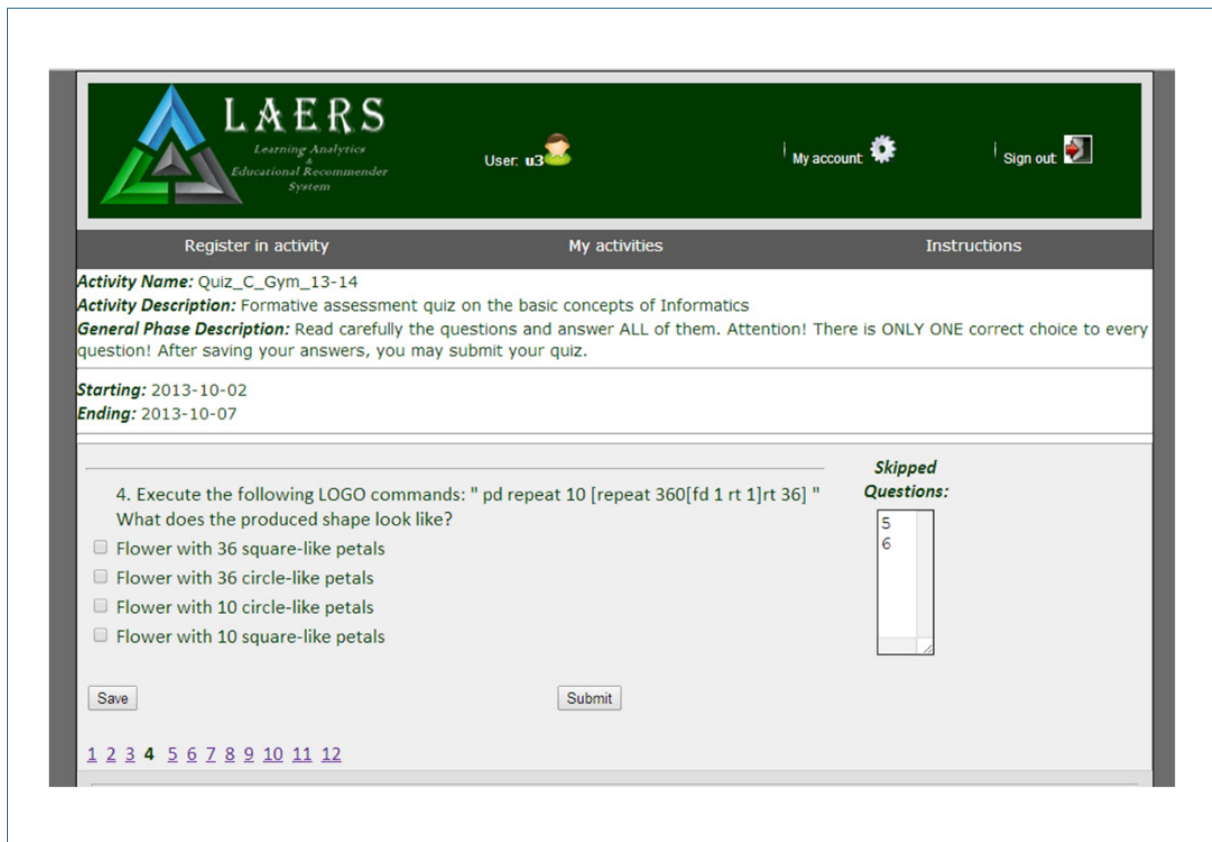 LAERS
Learning Analytics
&
Educational Recommender
System
User: u3
My account:
Sign out:
Register in activity
My activities
Instructions
Activity Name: Quiz_C_Gym_13-14
Activity Description: Formative assessment quiz on the basic concepts of Informatics
General Phase Description: Read carefully the questions and answer ALL of them. Attention! There is ONLY ONE correct choice to every
question! After saving your answers, you may submit your quiz.
Starting: 2013-10-02
Ending: 2013-10-07
4. Execute the following LOGO commands: " pd repeat 10 [repeat 360[fd 1 rt 1]rt 36] "
What does the produced shape look like?
Flower with 36 square-like petals
Flower with 36 circle-like petals
Flower with 10 circle-like petals
Flower with 10 square-like petals
Skipped
Questions:
5
6
Save
Submit
1 2 3 4 5 6 7 8 9 10 11 12